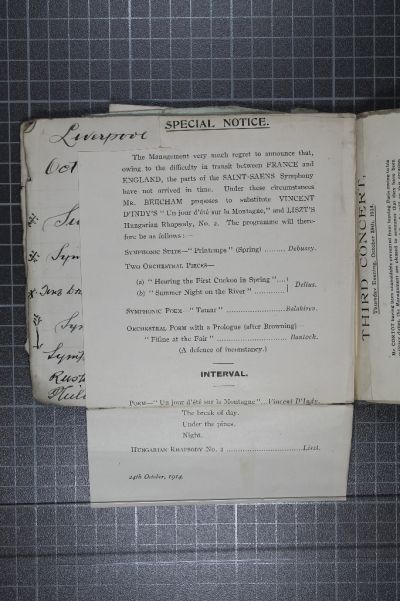 Liverpool
Oct
SPECIAL NOTICE.
The Management very much regret to announce that,
owing to the difficulty in transit between FRANCE and
ENGLAND, the parts of the SAINT-SAENS Symphony
have not arrived in time. Under these circumstances
MR. BEECHAM proposes to substitute VINCENT
D'INDY'S "Un jour d'été sur la Montagne," and LISZT'S
Hungarian Rhapsody, No. 2. The programme will there-
fore be as follows:—
SYMPHONIC SUITE—"Printemps" (Spring) ....... Debussy.
TWO ORCHESTRAL PIECES—
(a) "Hearing the First Cuckoo in Spring"...
(b) "Summer Night on the River" ............ Delius.
SYMPHONIC POEM "Tamar" ..................... Balakirev.
ORCHESTRAL POEM with a Prologue (after Browning)—
"Fifine at the Fair" ................. Bantock.
(A defence of inconstancy.)
INTERVAL.
POEM—"Un jour d'été sur la Montagne"...Vincent D'Indy.
The break of day.
Under the pines.
Night.
HUNGARIAN RHAPSODY NO. 2 ..........................Liszt.
24th October, 1914.
Sym
Sym
THIRD CONCERT,
Thursday Evening, October 29th, 1914.